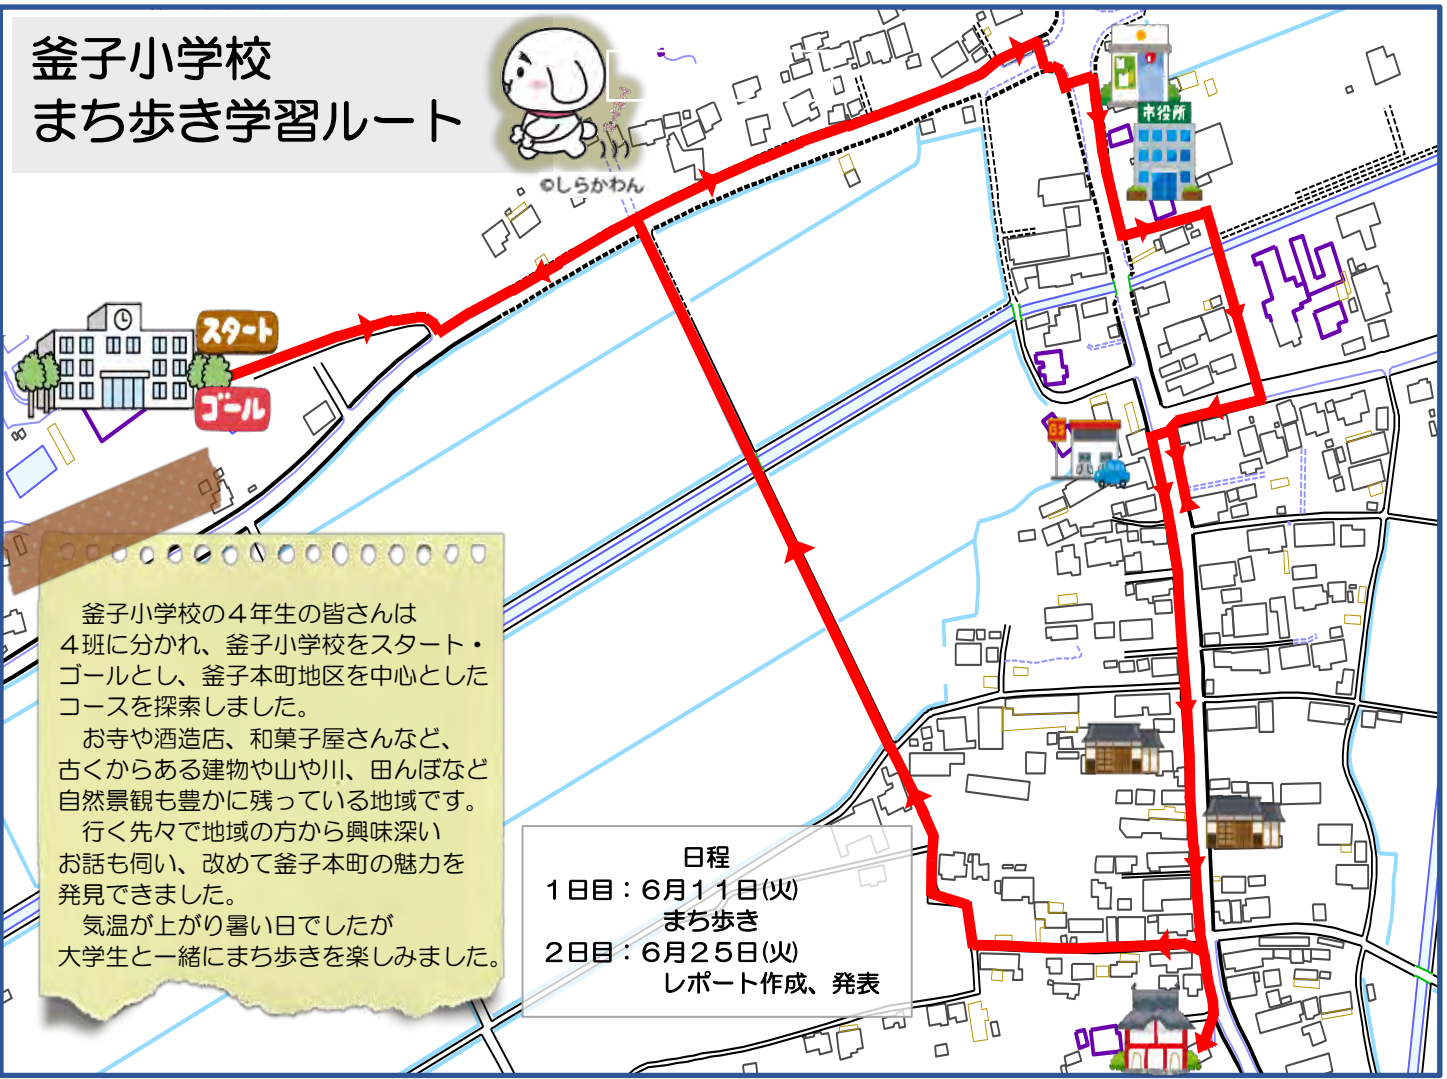 釜子小学校
まち歩き学習ルート
©しらかわん
市役所
スタート
ゴール
GS
釜子小学校の４年生の皆さんは
４班に分かれ、釜子小学校をスタート・
ゴールとし、釜子本町地区を中心とした
コースを探索しました。
お寺や酒造店、和菓子屋さんなど、
古くからある建物や山や川、田んぼなど
自然景観も豊かに残っている地域です。
行く先々で地域の方から興味深い
お話も伺い、改めて釜子本町の魅力を
発見できました。
気温が上がり暑い日でしたが
大学生と一緒にまち歩きを楽しみました。
日程
１日目：６月１１日(火)
まち歩き
２日目：６月２５日(火)
レポート作成、発表